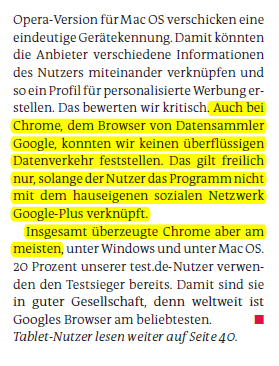 Opera-Version für Mac OS verschicken eine
eindeutige Gerätekennung. Damit könnten
die Anbieter verschiedene Informationen
des Nutzers miteinander verknüpfen und
so ein Profil für personalisierte Werbung er-
stellen. Das bewerten wir kritisch. Auch bei
Chrome, dem Browser von Datensammler
Google, konnten wir keinen überflüssigen
Datenverkehr feststellen. Das gilt freilich
nur, solange der Nutzer das Programm nicht
mit dem hauseigenen sozialen Netzwerk
Google-Plus verknüpft.
Insgesamt überzeugte Chrome aber am
meisten, unter Windows und unter Mac OS.
20 Prozent unserer test.de-Nutzer verwen-
den den Testsieger bereits. Damit sind sie
in guter Gesellschaft, denn weltweit ist
Googles Browser am beliebtesten.
Tablet-Nutzer lesen weiter auf Seite 40.